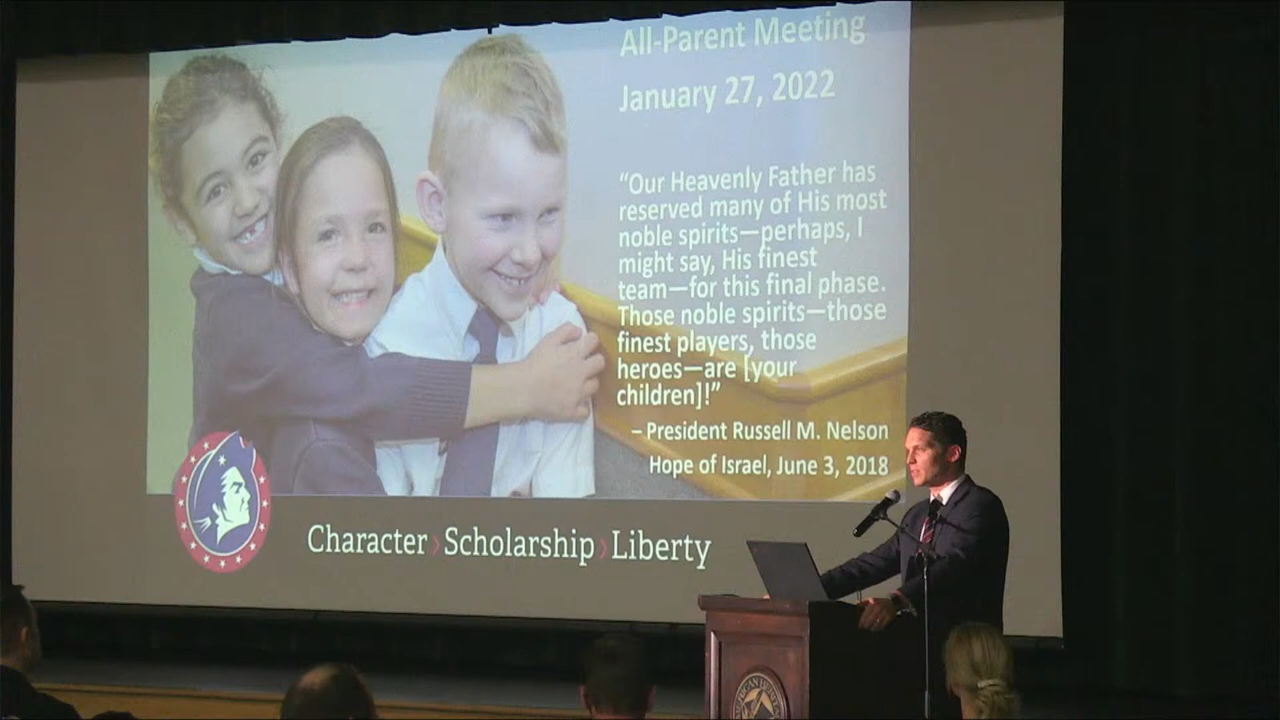 All-Parent Meeting
January 27, 2022
“Our Heavenly Father has
reserved many of His most
noble spirits—perhaps, I
might say, His finest
team—for this final phase.
Those noble spirits—those
finest players, those
heroes—are [your
children]!”
– President Russell M. Nelson
Hope of Israel, June 3, 2018
Character › Scholarship › Liberty